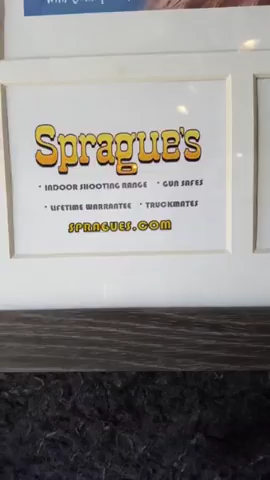 Sprague's
• INDOOR SHOOTING RANGE • GUN SAFES
• LIFETIME WARRANTEE • TRUCKMATES
SPRAGUES.COM